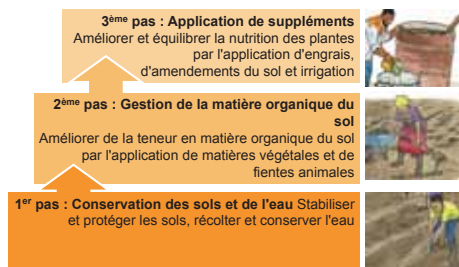 3ème pas : Application de suppléments
Améliorer et équilibrer la nutrition des plantes
par l'application d'engrais,
d'amendements du sol et irrigation
2ème pas : Gestion de la matière organique du
sol
Améliorer de la teneur en matière organique du sol
par l'application de matières végétales et de
fientes animales
1er pas : Conservation des sols et de l'eau Stabiliser
et protéger les sols, récolter et conserver l'eau